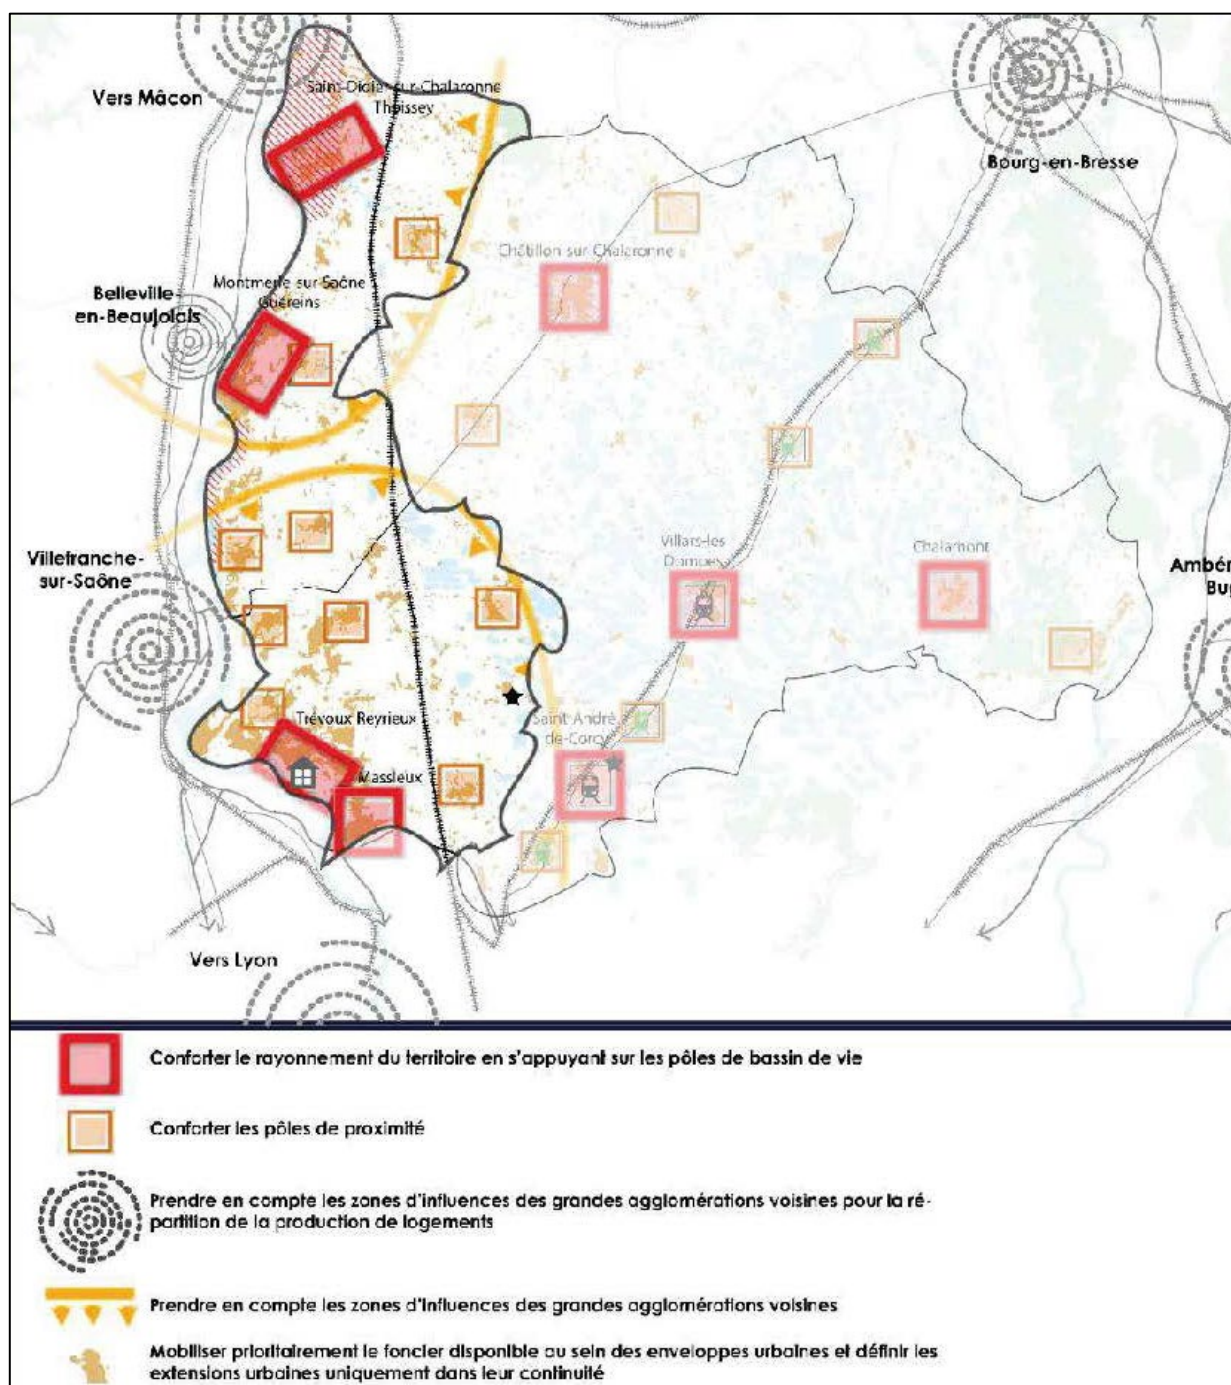 Saint-Didier-sur-Chalaronne
Thoissey
Vers Mâcon
Bourg-en-Bresse
Châtillon sur Chalaronne
Montmerle sur Saône
Guéreins
Belleville-
en-Beaujolais
Villars-les
Dombes
Chalamont
Villefranche-
sur-Saône
Ambér
Bug
Trévoux Reyrieux
Saint André
de-Corcy
Massieux
Vers Lyon
Conforter le rayonnement du territoire en s'appuyant sur les pôles de bassin de vie
Conforter les pôles de proximité
Prendre en compte les zones d'influences des grandes agglomérations voisines pour la ré-
partition de la production de logements
Prendre en compte les zones d'influences des grandes agglomérations voisines
Mobiliser prioritairement le foncier disponible au sein des enveloppes urbaines et définir les
extensions urbaines uniquement dans leur continuité